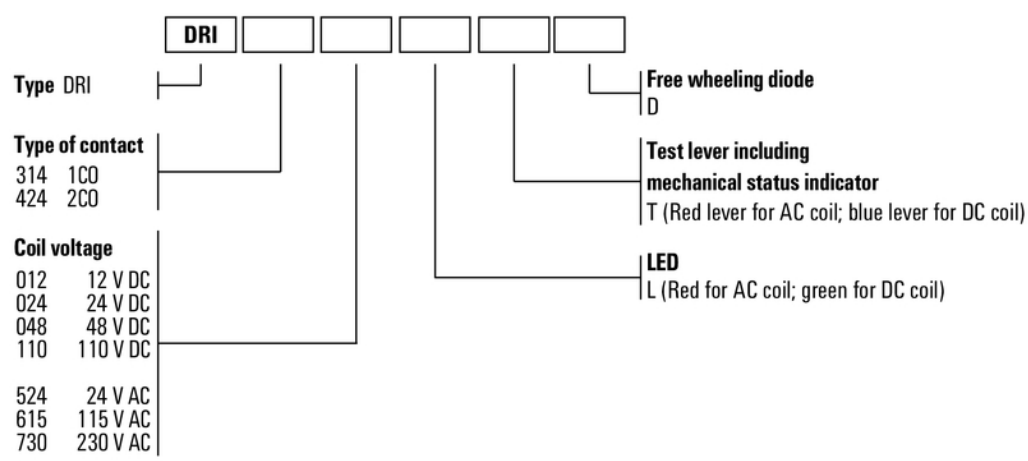 DRI
Type DRI
Type of contact
314 1CO
424 2CO
Coil voltage
012 12 V DC
024 24 V DC
048 48 V DC
110 110 V DC
524 24 V AC
615 115 V AC
730 230 V AC
Free wheeling diode
D
Test lever including
mechanical status indicator
T (Red lever for AC coil; blue lever for DC coil)
LED
L (Red for AC coil; green for DC coil)